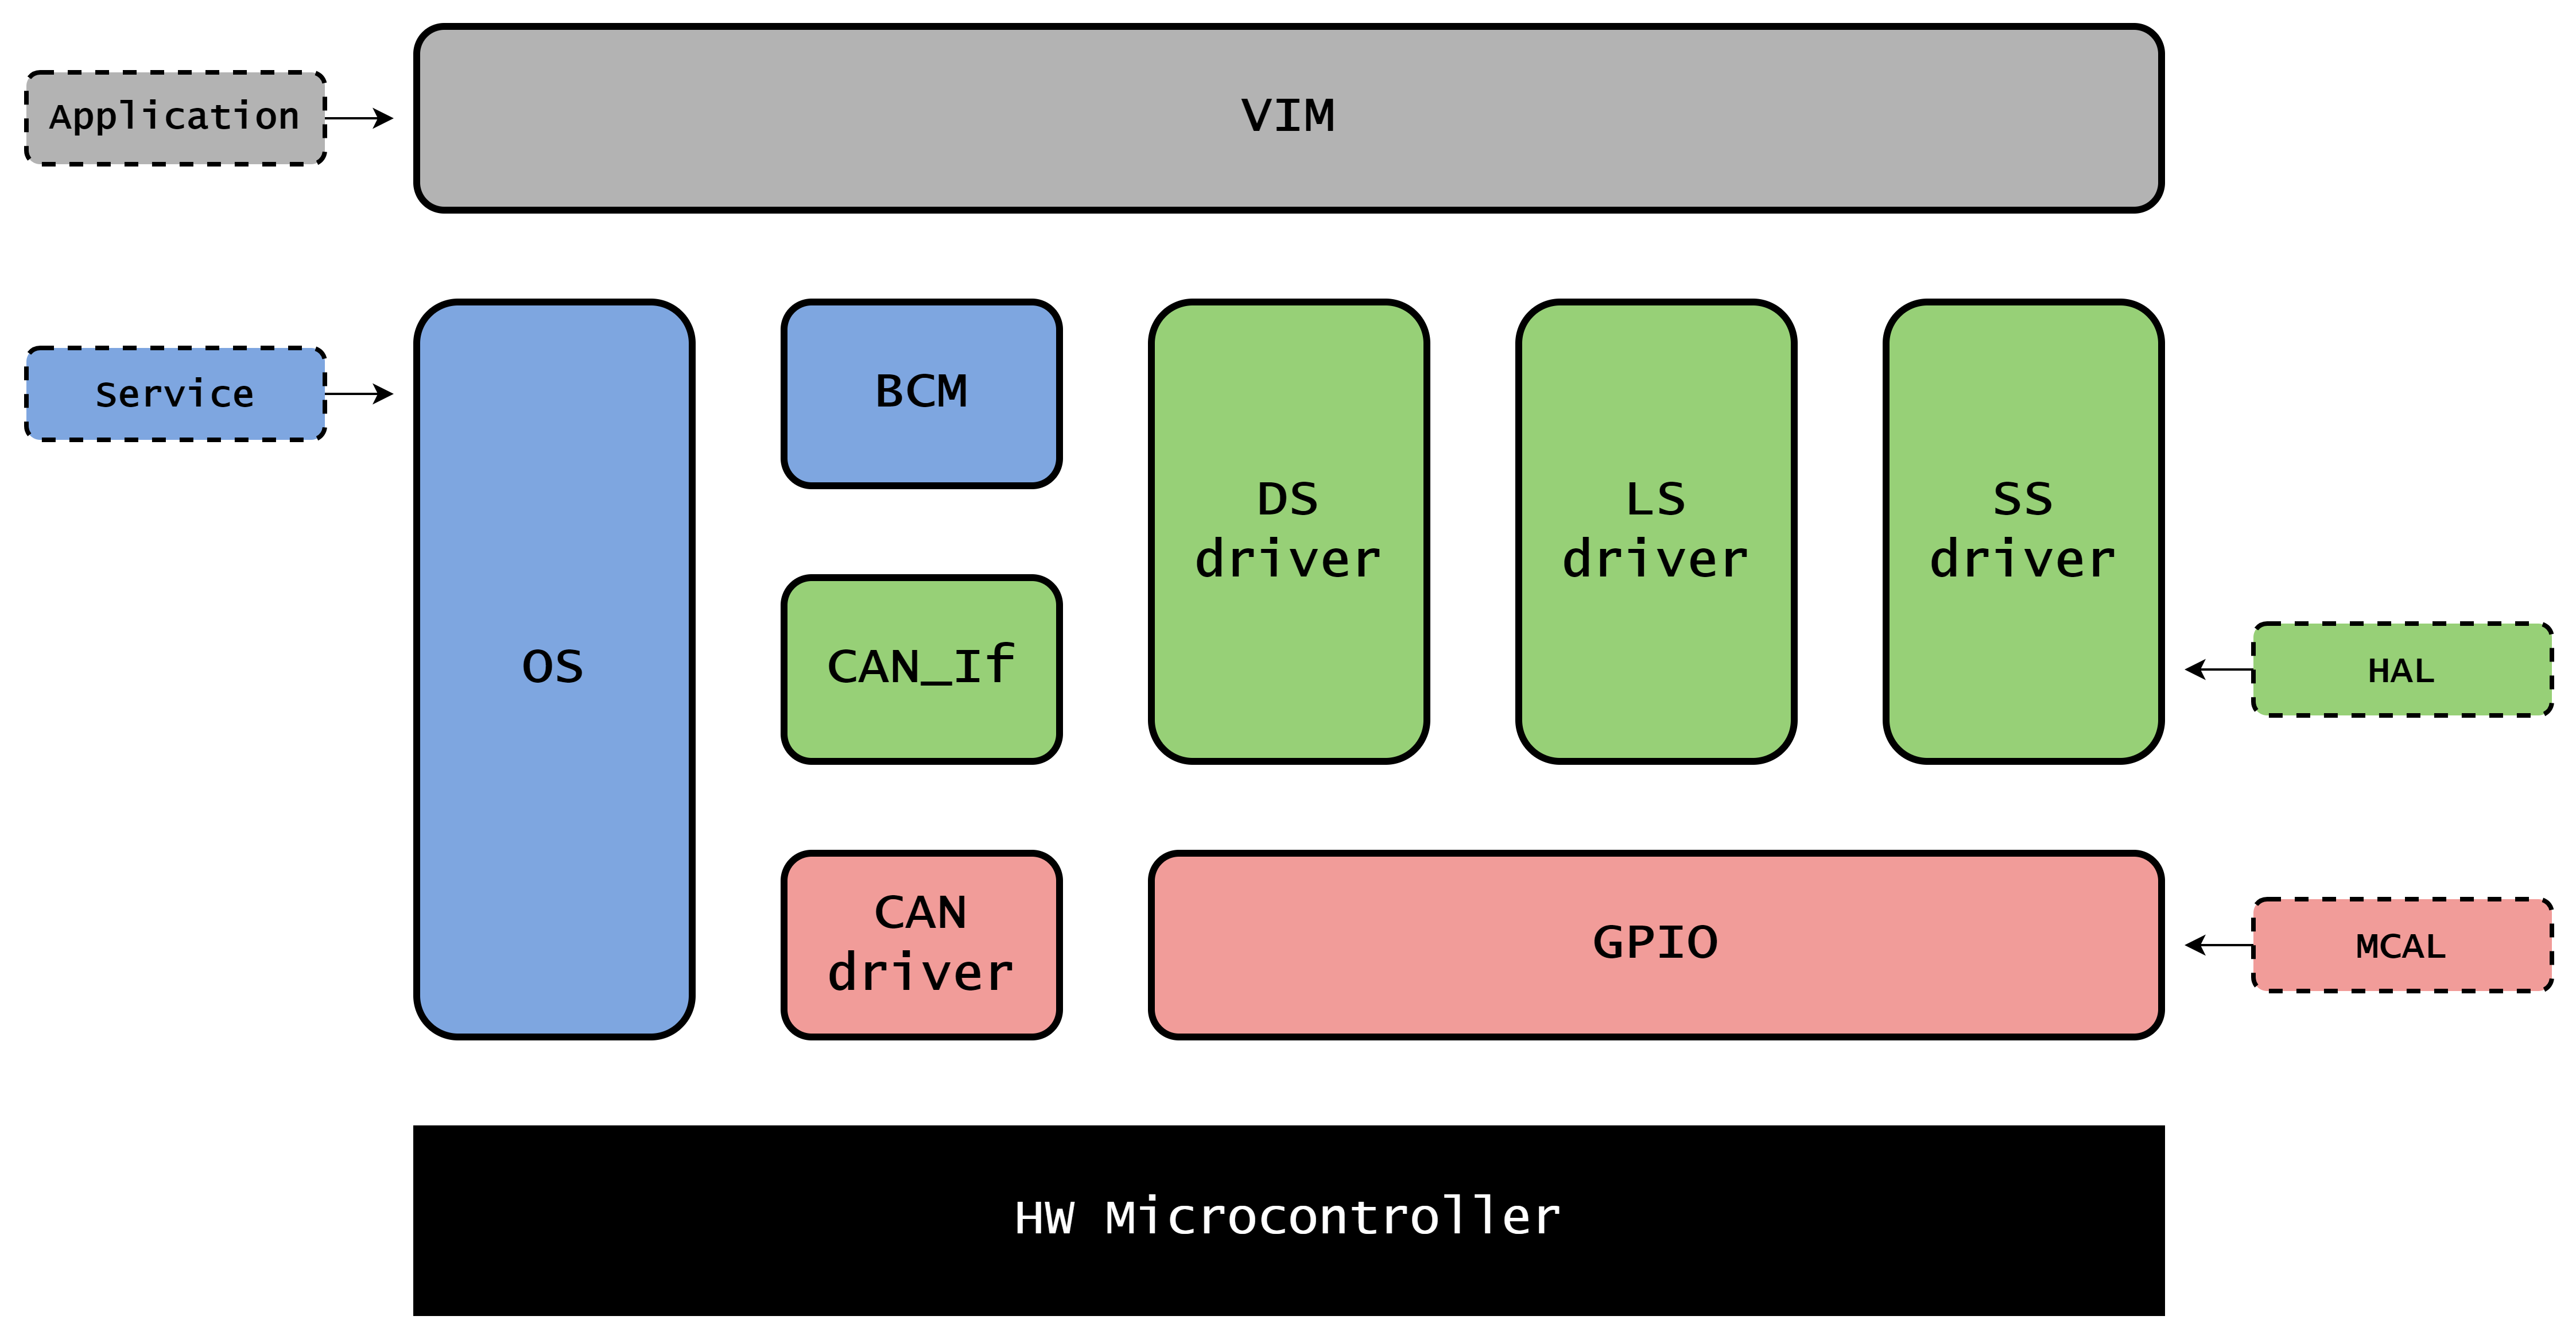 Application
VIM
Service
OS
BCM
DS
driver
LS
driver
SS
driver
CAN_If
HAL
CAN
driver
GPIO
MCAL
HW Microcontroller